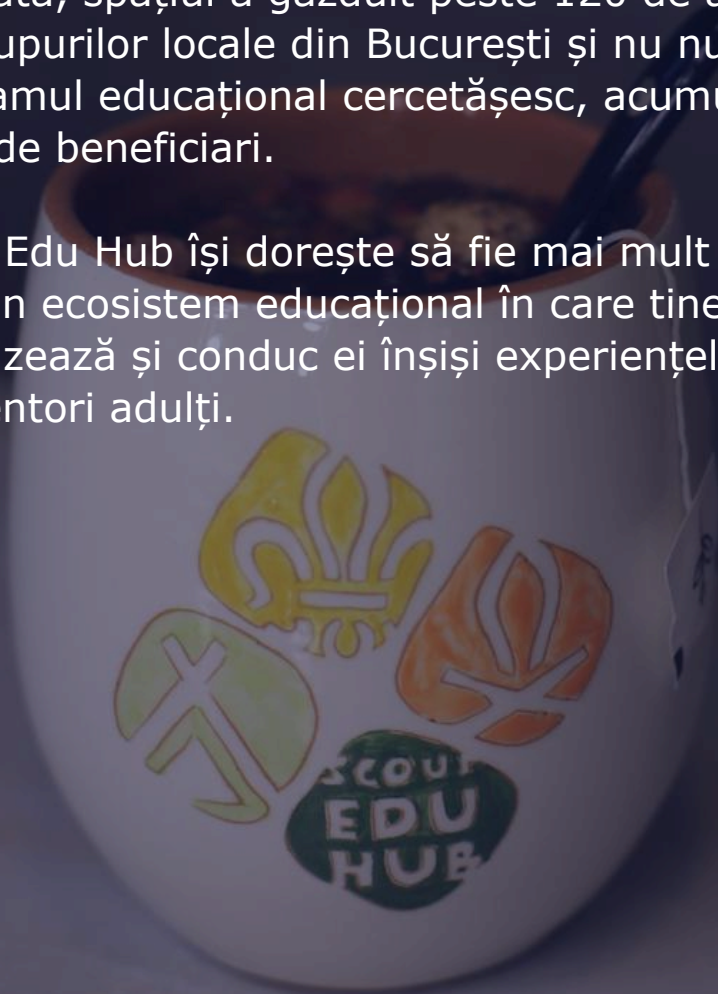 spațiul a găzduit peste 120 de
upurilor locale din București și nu nu
amul educațional cercetășesc, acumu
de beneficiari.
Edu Hub își dorește să fie mai mult
n ecosistem educațional în care tine
zează și conduc ei înșiși experiențel
ntori adulți.
SCOUT
EDU
HUB